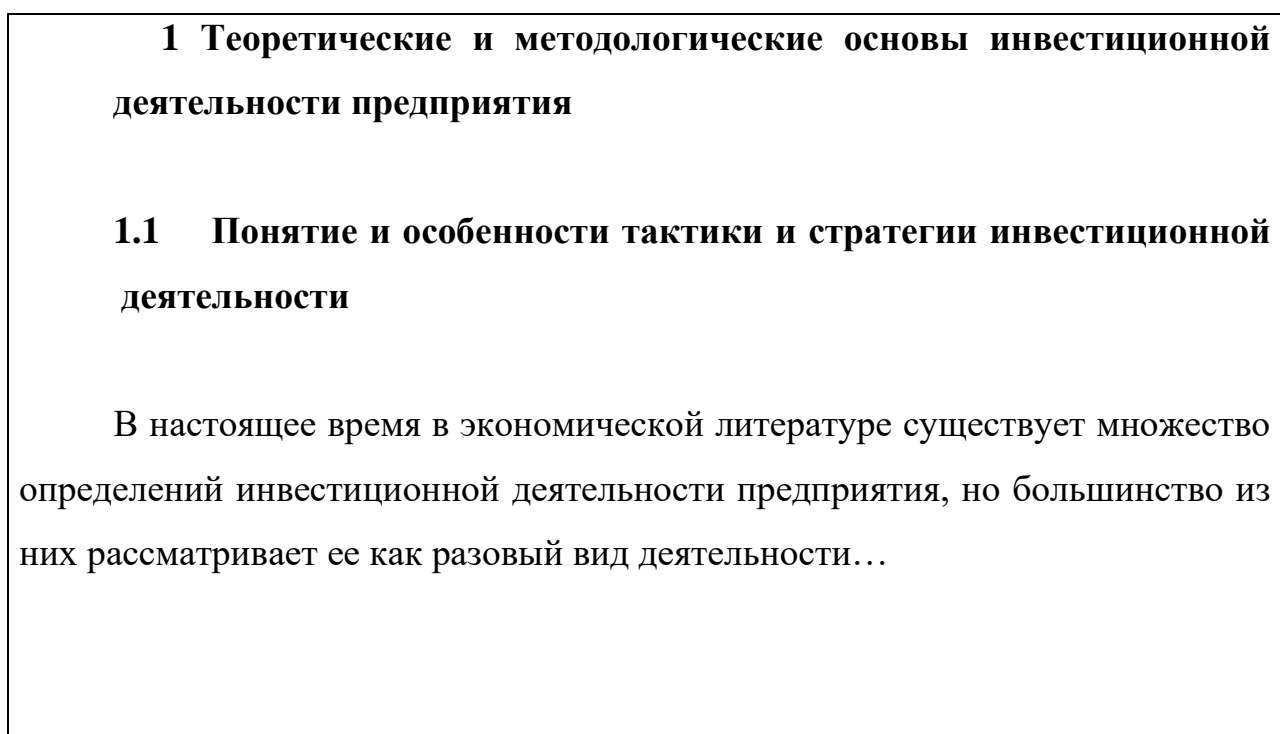 1 Теоретические и методологические основы инвестиционной
деятельности предприятия
1.1 Понятие и особенности тактики и стратегии инвестиционной
деятельности
В настоящее время в экономической литературе существует множество
определений инвестиционной деятельности предприятия, но большинство из
них рассматривает ее как разовый вид деятельности…